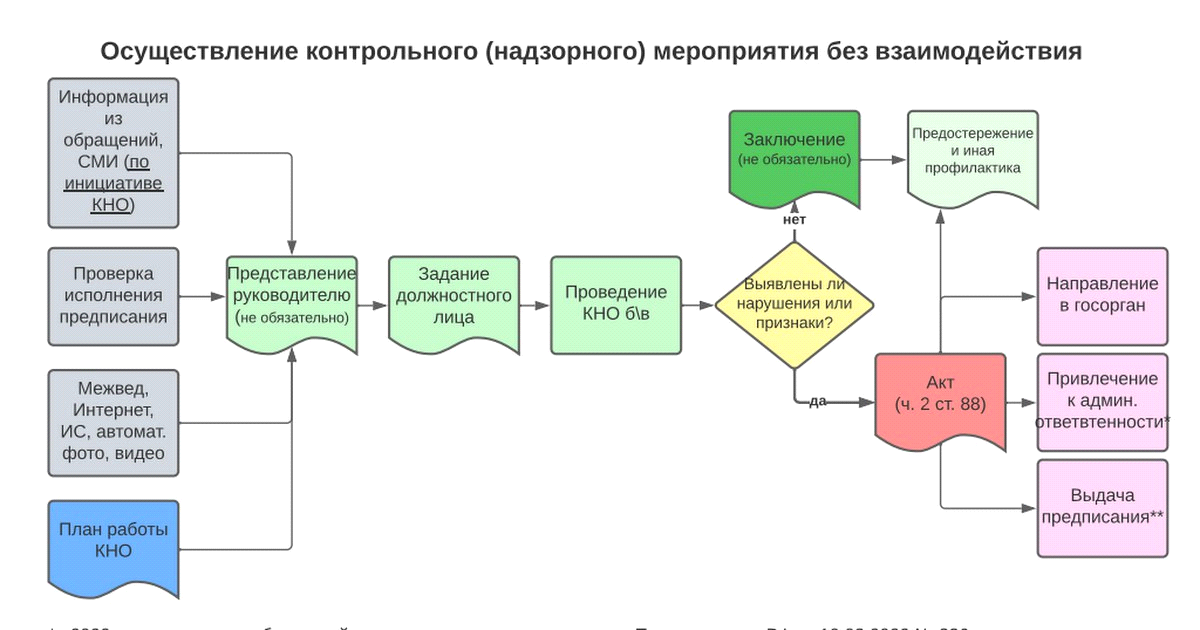 Осуществление контрольного (надзорного) мероприятия без взаимодействия
Информация
из
обращений,
СМИ (по
инициативе
КНО)
Проверка
исполнения
предписания
Межвед,
Интернет,
ИС, автомат.
фото, видео
План работы
КНО
Представление
руководителю
(не обязательно)
Задание
должностного
лица
Проведение
КНО б\в
Выявлены ли
нарушения или
признаки?
нет
да
Заключение
(не обязательно)
Предостережение
и иная
профилактика
Акт
(ч. 2 ст. 88)
Направление
в госорган
Привлечение
к админ.
ответвтенности*
Выдача
предписания**